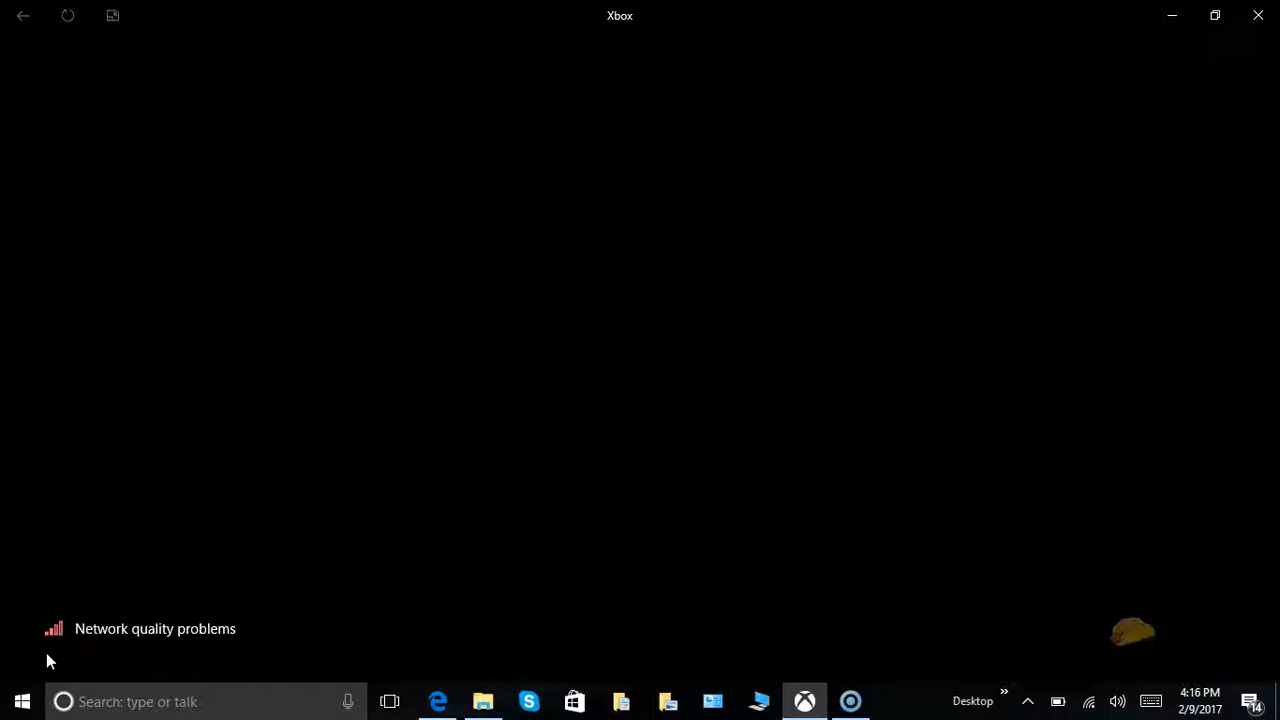 Xbox
Network quality problems
Search: type or talk
Desktop
»
4:16 PM
2/9/2017
14